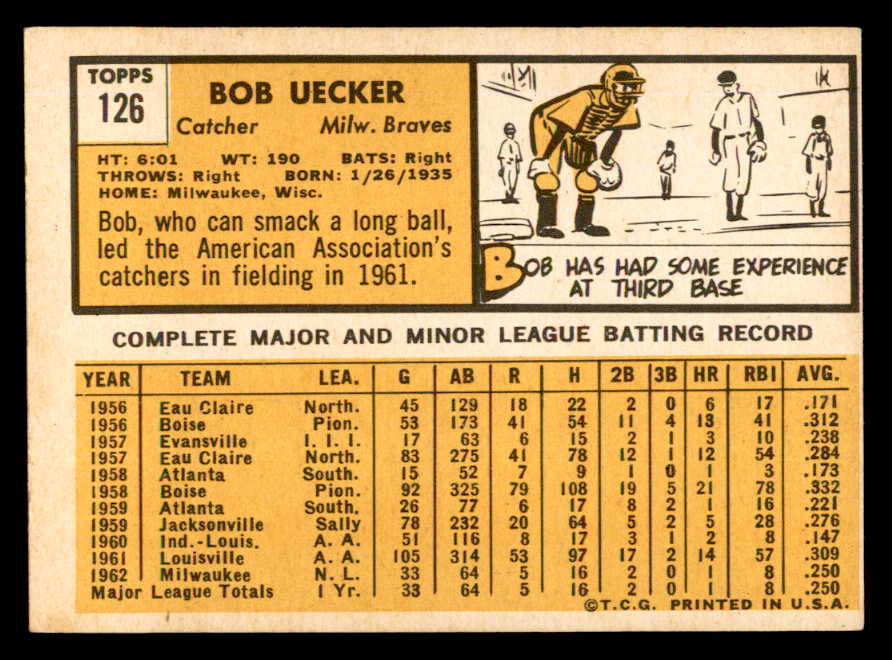 TOPPS
126
BOB UECKER
Catcher Milw. Braves
HT: 6:01 WT: 190 BATS: Right
THROWS: Right BORN: 1/26/1935
HOME: Milwaukee, Wisc.
Bob, who can smack a long ball,
led the American Association's
catchers in fielding in 1961.
BOB HAS HAD SOME EXPERIENCE
AT THIRD BASE
COMPLETE MAJOR AND MINOR LEAGUE BATTING RECORD
YEAR TEAM LEA. G AB R H 2B 3B HR RBI AVG.
1956 Eau Claire North. 45 129 18 22 2 0 6 17 .171
1956 Boise Pion. 53 173 41 54 11 4 13 41 .312
1957 Evansville I. I. I. 17 63 6 15 2 1 3 10 .238
1957 Eau Claire North. 83 275 41 78 12 1 12 54 .284
1958 Atlanta South. 15 52 7 9 1 0 1 3 .173
1958 Boise Pion. 92 325 79 108 19 5 21 78 .332
1959 Atlanta South. 26 77 6 17 8 2 1 16 .221
1959 Jacksonville Sally 78 232 20 64 5 2 5 28 .276
1960 Ind.-Louis. A. A. 51 116 8 17 3 1 2 8 .147
1961 Louisville A. A. 105 314 53 97 17 2 14 57 .309
1962 Milwaukee N. L. 33 64 5 16 2 0 1 8 .250
Major League Totals 1 Yr. 33 64 5 16 2 0 1 8 .250
©T.C.G. PRINTED IN U.S.A.